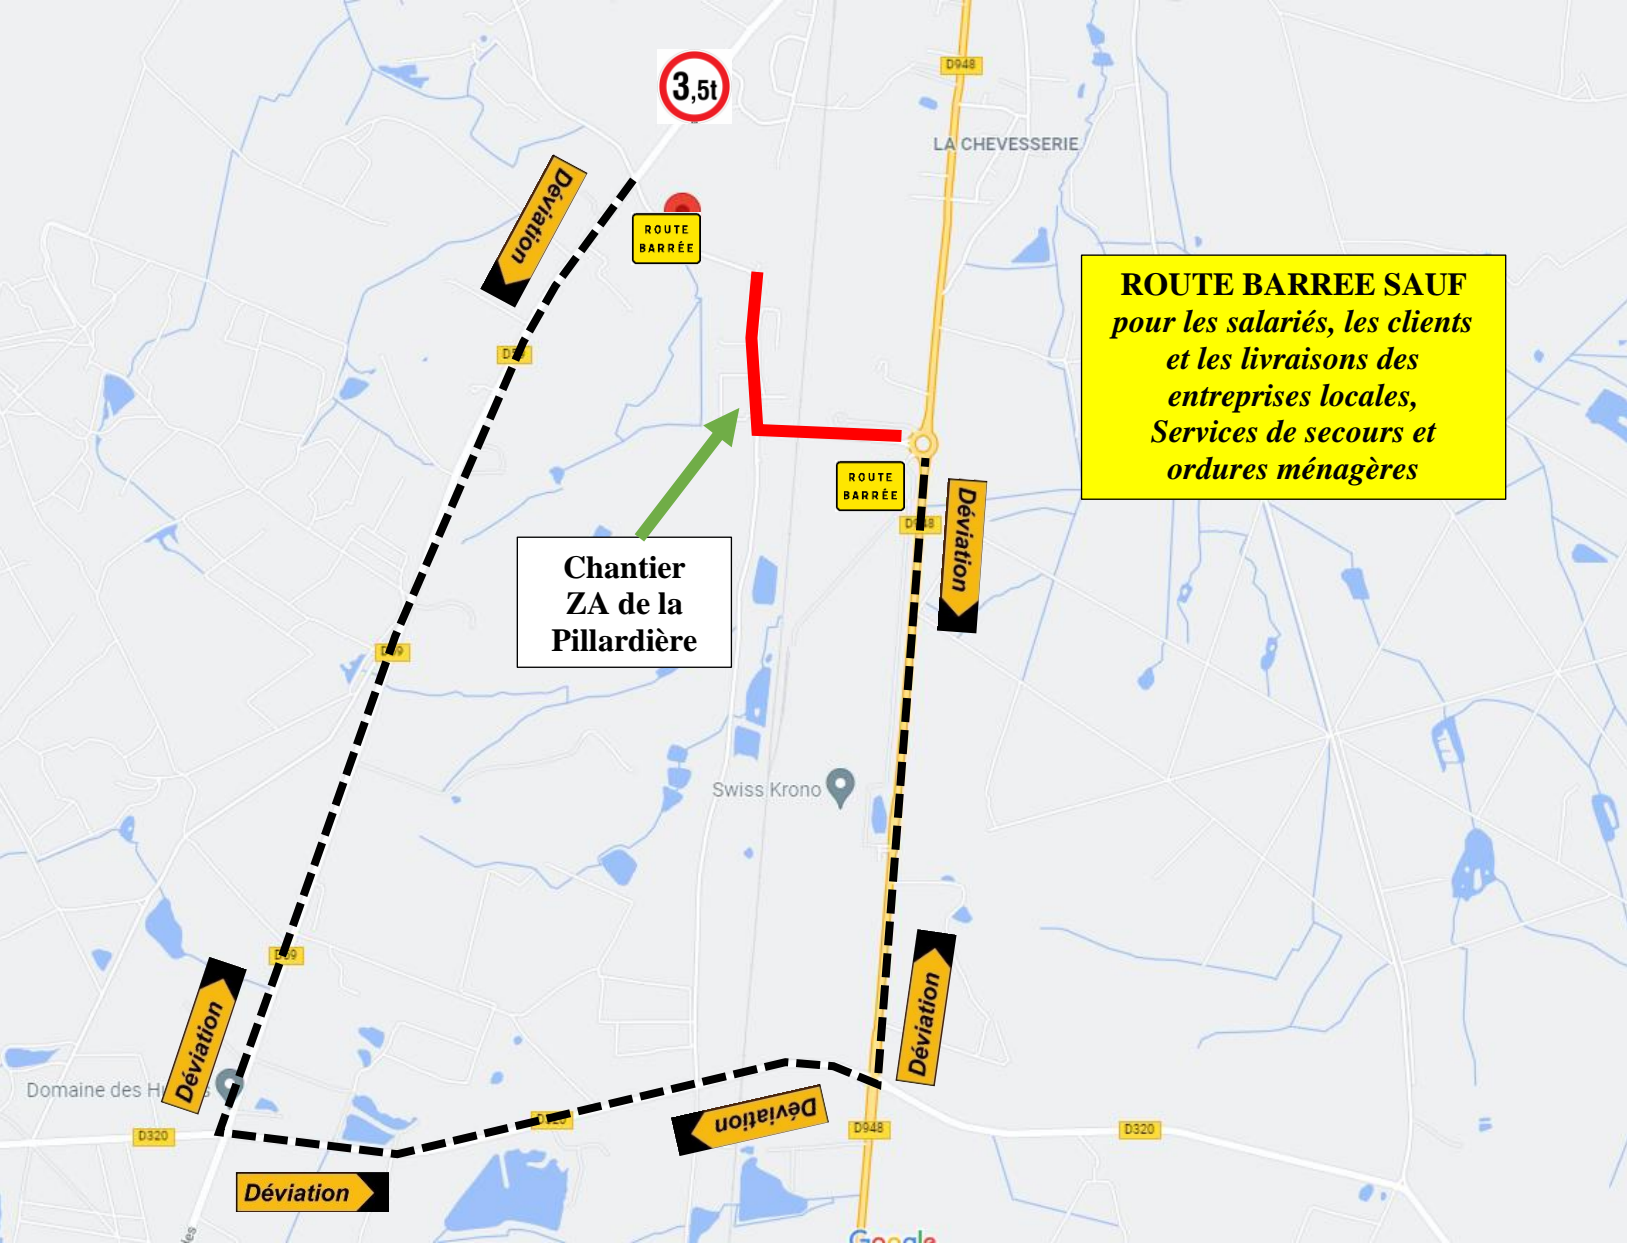 3,5t
D948
LA CHEVESSERIE
Déviation
ROUTE
BARRÉE
ROUTE BARREE SAUF
pour les salariés, les clients
et les livraisons des
entreprises locales,
Services de secours et
ordures ménagères
ROUTE
BARRÉE
Déviation
Chantier
ZA de la
Pillardière
Swiss Krono
Déviation
Déviation
Domaine des
Déviation
D320
D948
D320
Déviation
Google